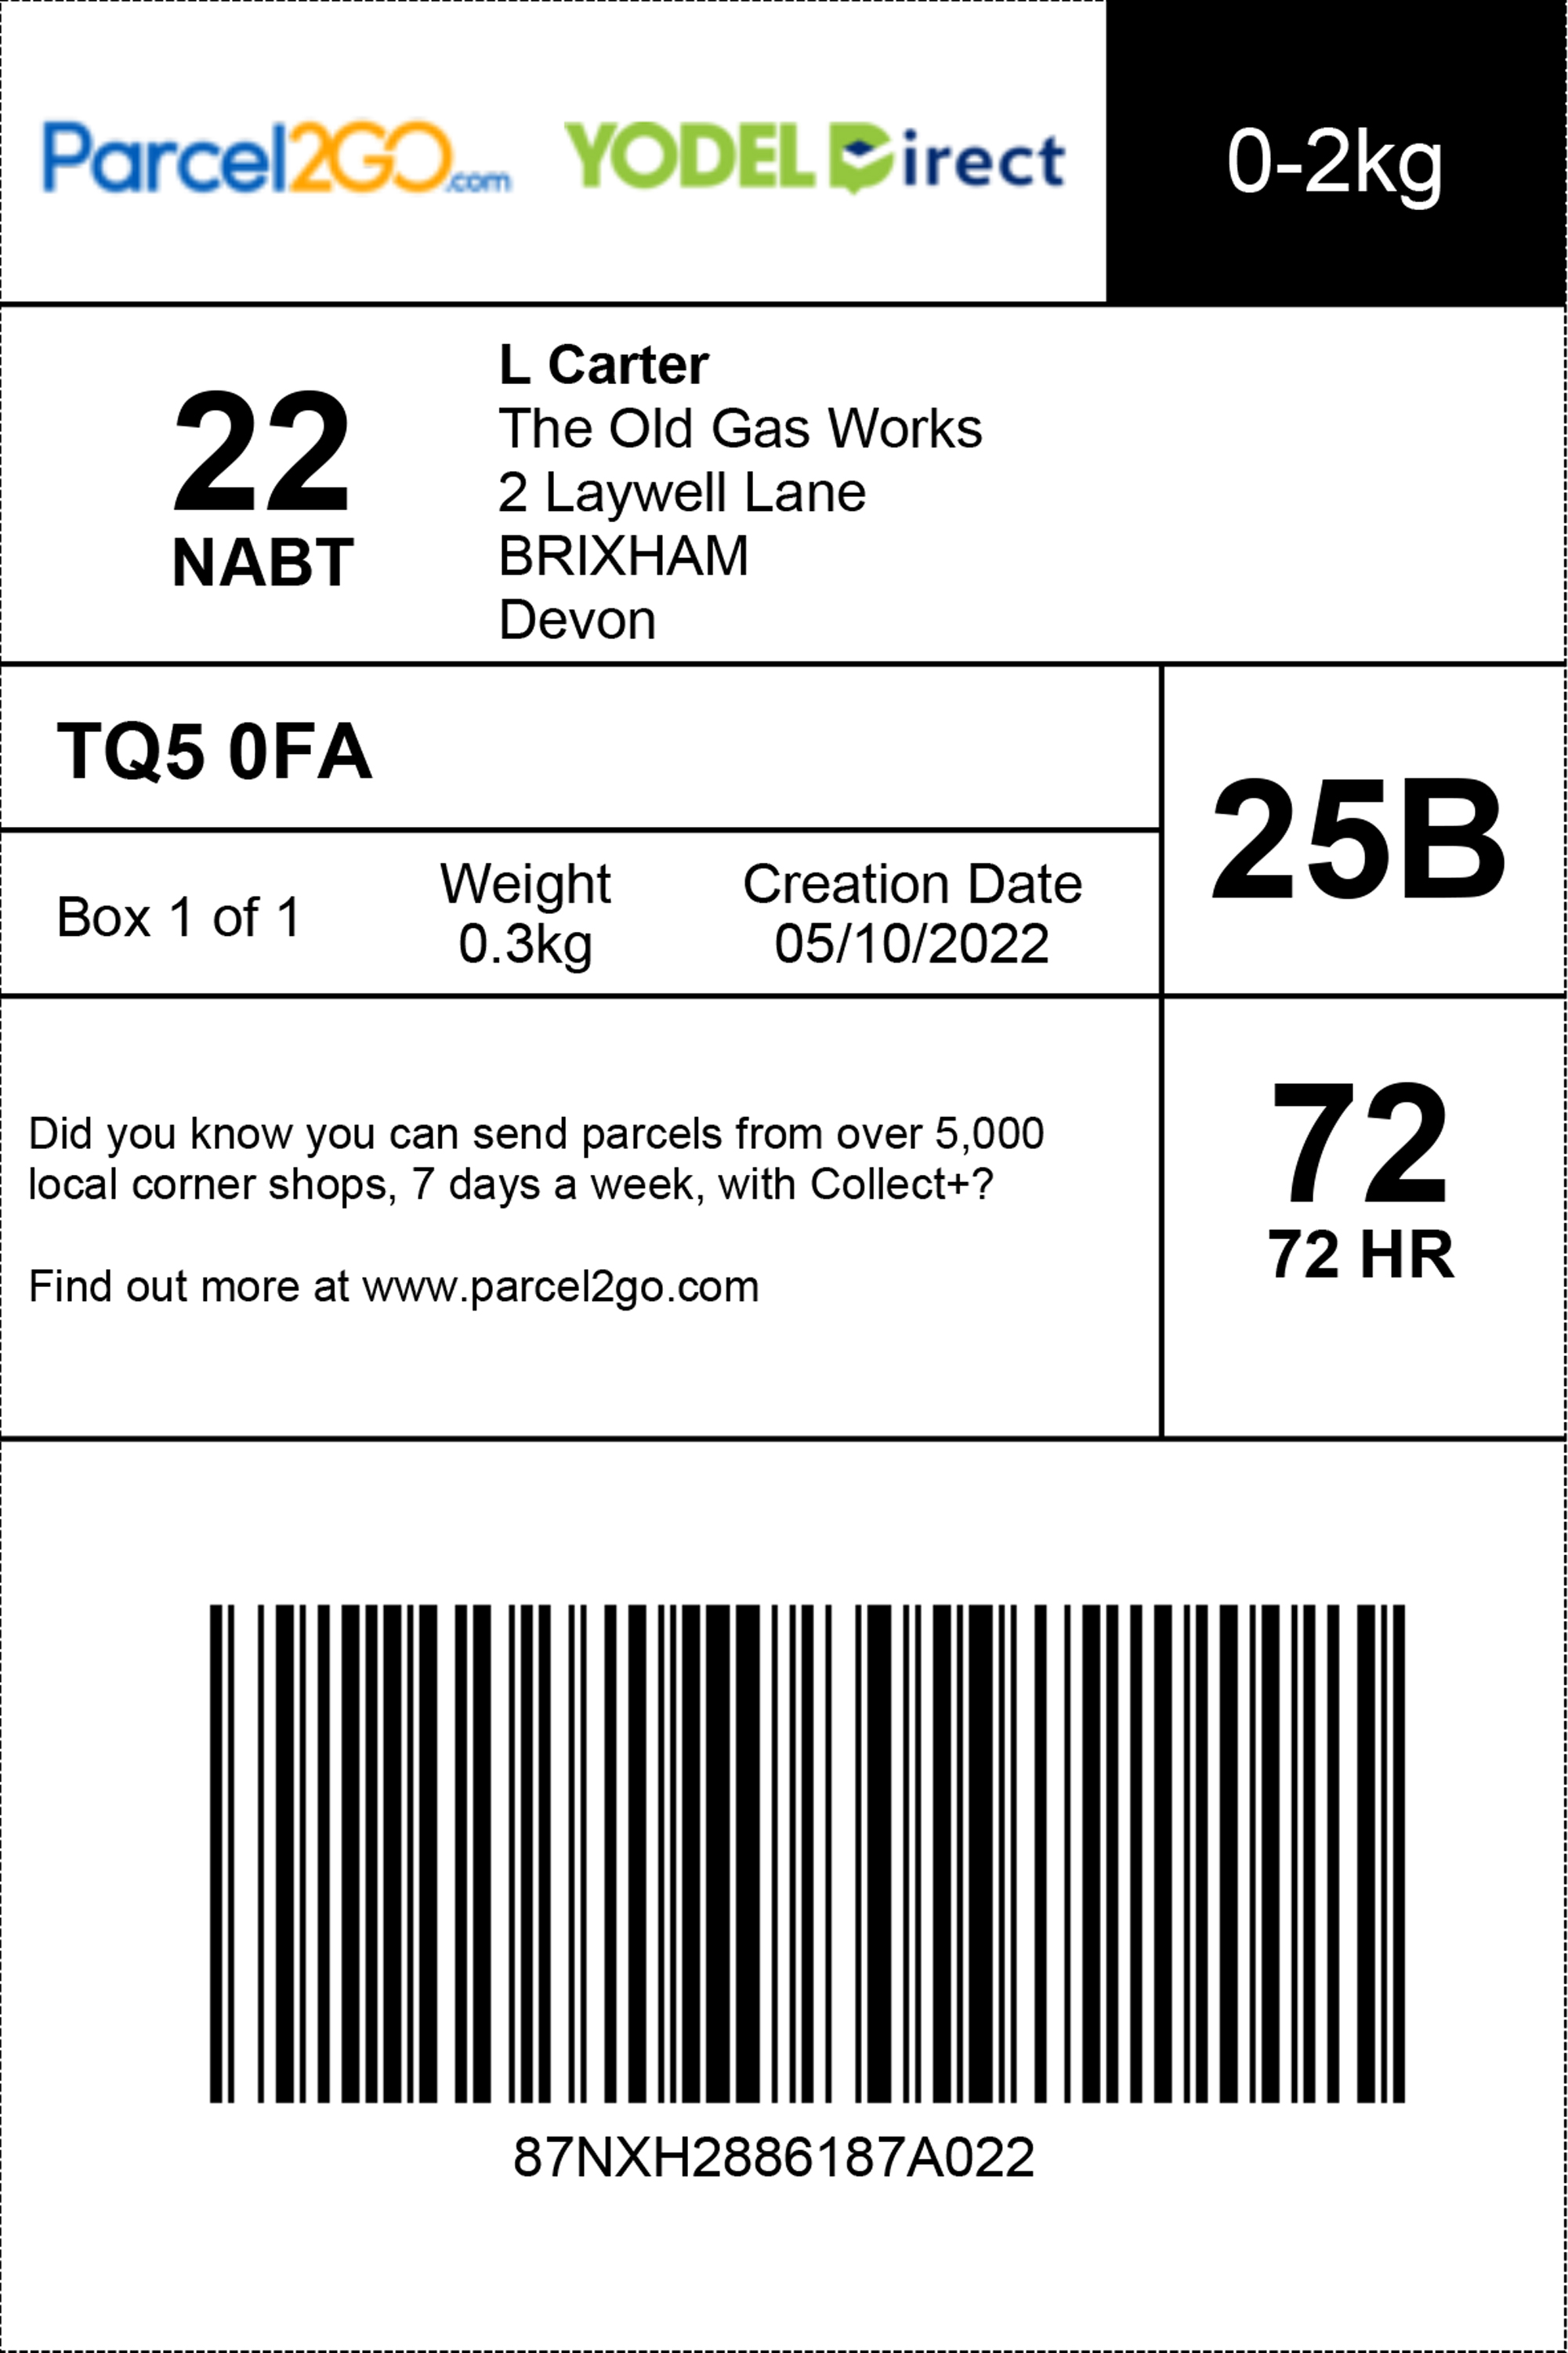 Parcel2GO.com YODEL Direct
0-2kg
22
NABT
L Carter
The Old Gas Works
2 Laywell Lane
BRIXHAM
Devon
TQ5 0FA
25B
Box 1 of 1
Weight
0.3kg
Creation Date
05/10/2022
Did you know you can send parcels from over 5,000
local corner shops, 7 days a week, with Collect+?
Find out more at www.parcel2go.com
72
72 HR
87NXH2886187A022